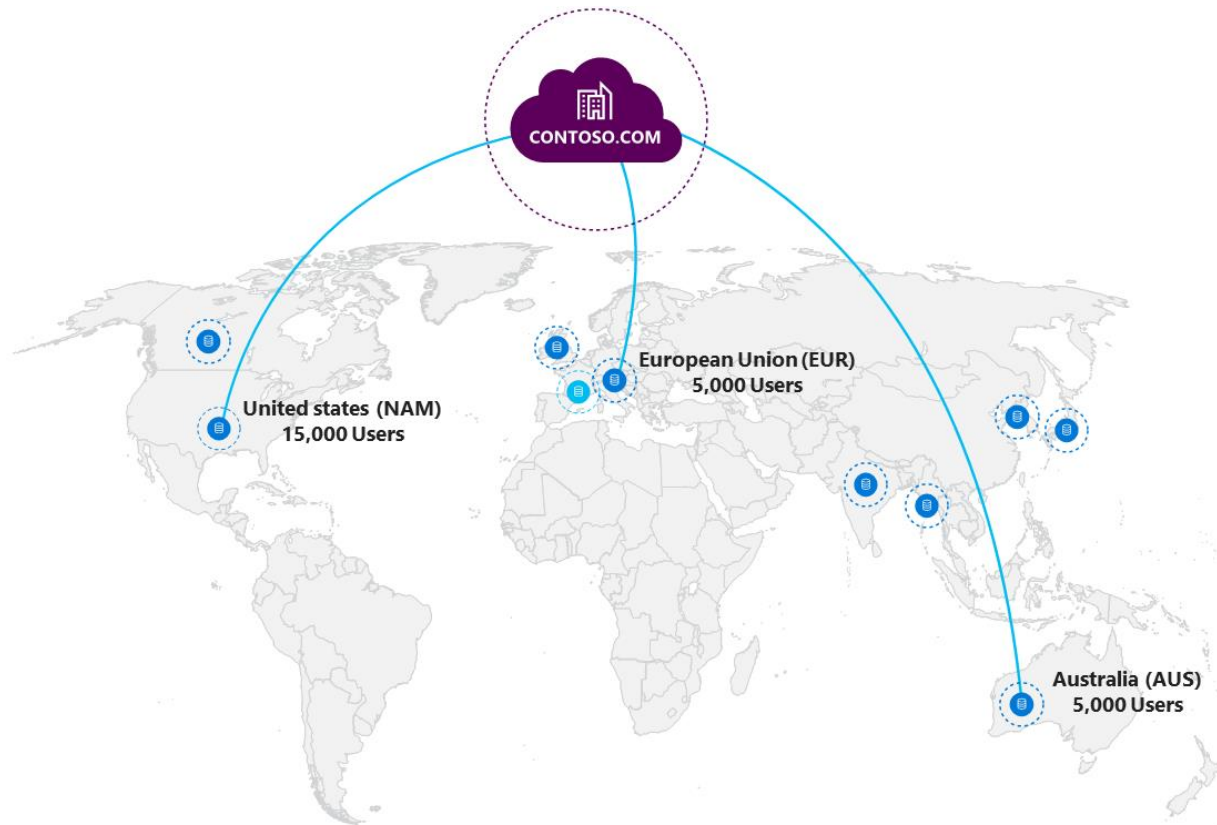 CONTOSO.COM
European Union (EUR)
5,000 Users
United states (NAM)
15,000 Users
Australia (AUS)
5,000 Users